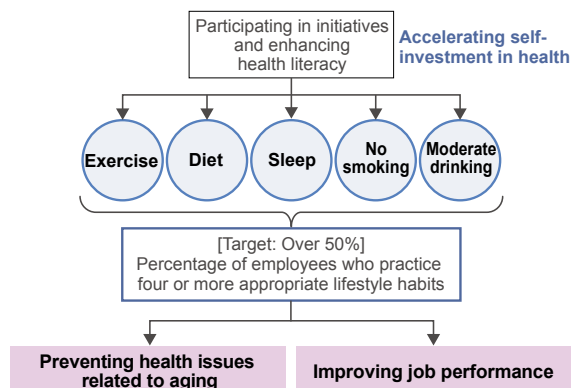 Participating in initiatives
and enhancing
health literacy
Accelerating self-
investment in health
Exercise
Diet
Sleep
No
smoking
Moderate
drinking
[Target: Over 50%]
Percentage of employees who practice
four or more appropriate lifestyle habits
Preventing health issues
related to aging
Improving job performance